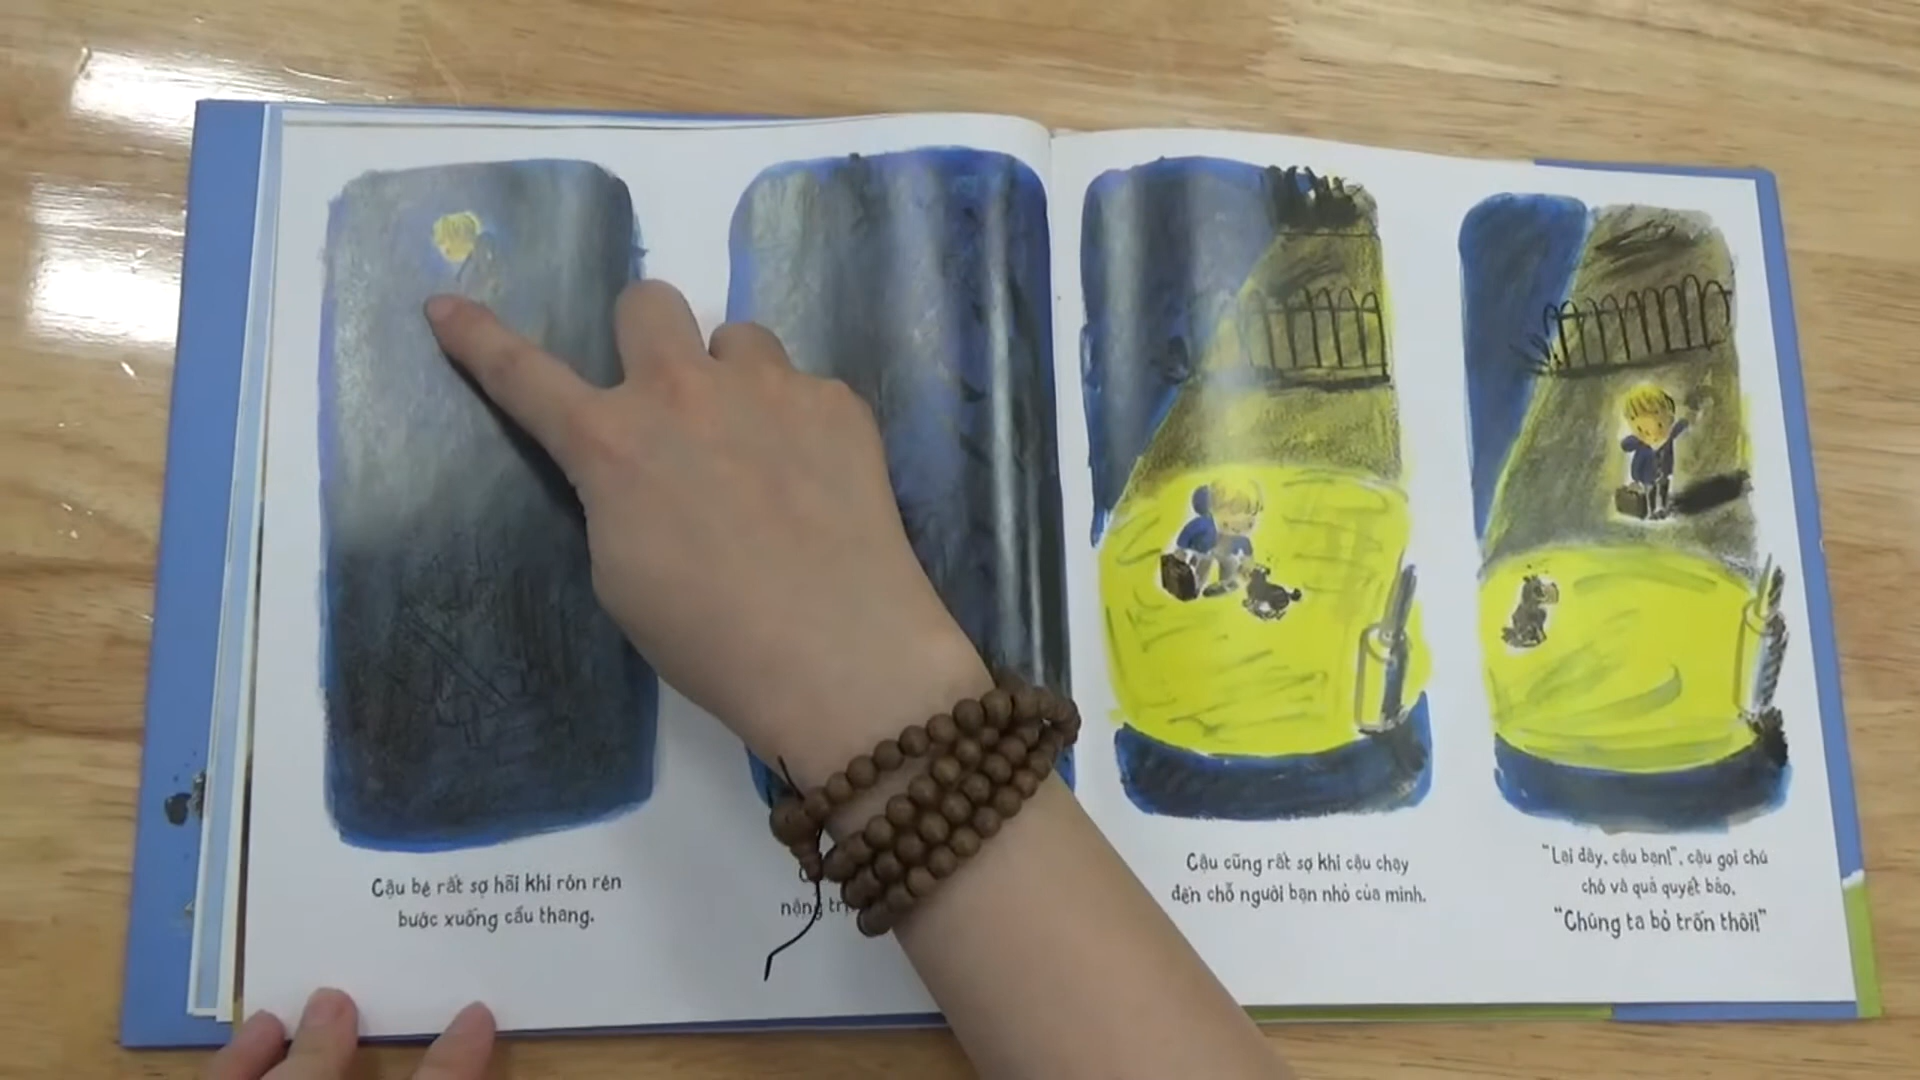 Cậu bé rất sợ hãi khi rón rén
bước xuống cầu thang.
nặng
Cậu cũng rất sợ khi cậu chạy
đến chỗ người bạn nhỏ của mình.
“Lại đây, cậu bạn!”, cậu gọi chú
chó và quả quyết bảo,
“Chúng ta bỏ trốn thôi!”